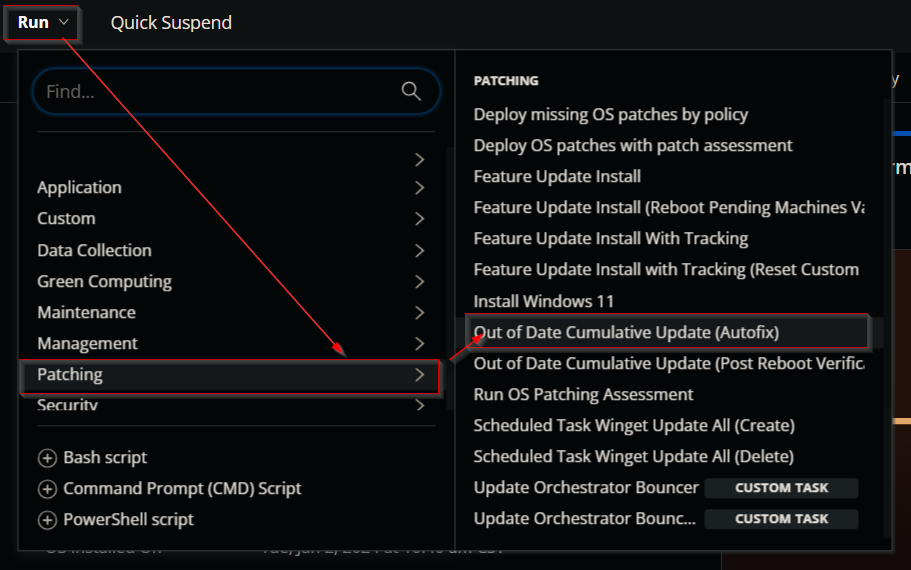 Run
Quick Suspend
Find...
Application
Custom
Data Collection
Green Computing
Maintenance
Management
Patching
Security
Bash script
Command Prompt (CMD) Script
PowerShell script
PATCHING
Deploy missing OS patches by policy
Deploy OS patches with patch assessment
Feature Update Install
Feature Update Install (Reboot Pending Machines Va
Feature Update Install With Tracking
Feature Update Install with Tracking (Reset Custom
Install Windows 11
Out of Date Cumulative Update (Autofix)
Out of Date Cumulative Update (Post Reboot Verific
Run OS Patching Assessment
Scheduled Task Winget Update All (Create)
Scheduled Task Winget Update All (Delete)
Update Orchestrator Bouncer CUSTOM TASK
Update Orchestrator Bounc... CUSTOM TASK